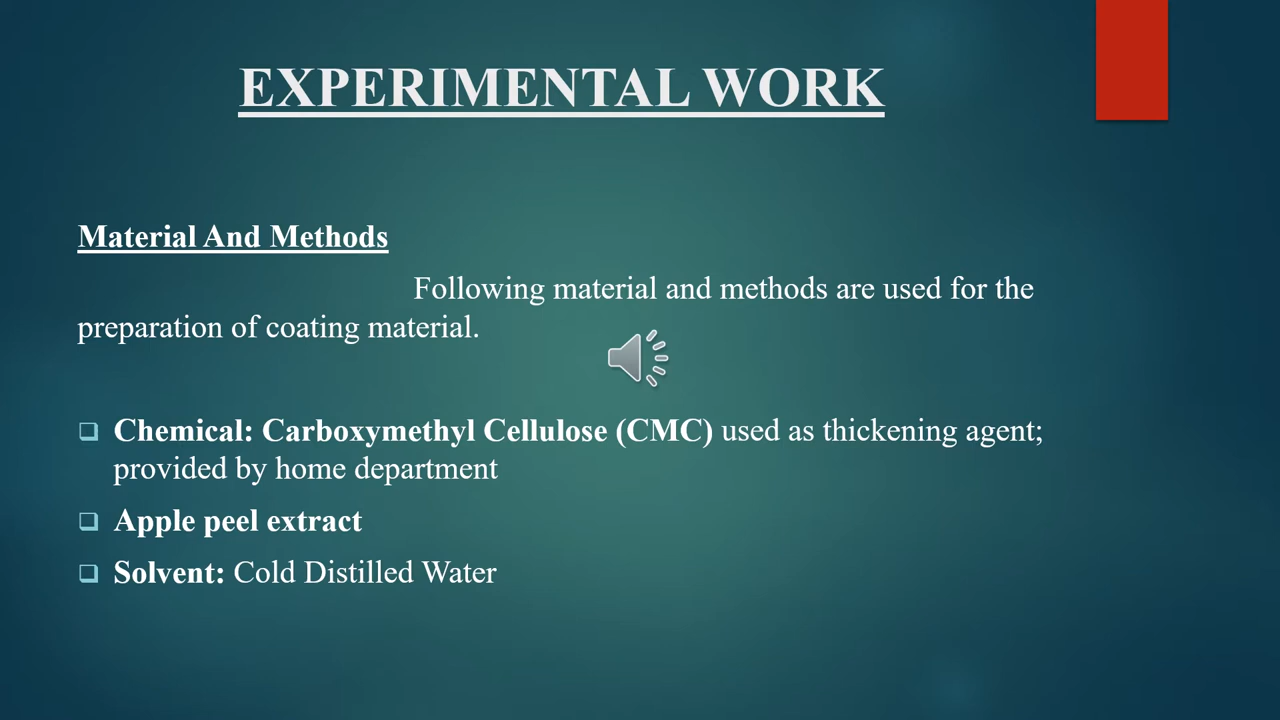 EXPERIMENTAL WORK
Material And Methods
Following material and methods are used for the
preparation of coating material.
Chemical: Carboxymethyl Cellulose (CMC) used as thickening agent;
provided by home department
Apple peel extract
Solvent: Cold Distilled Water